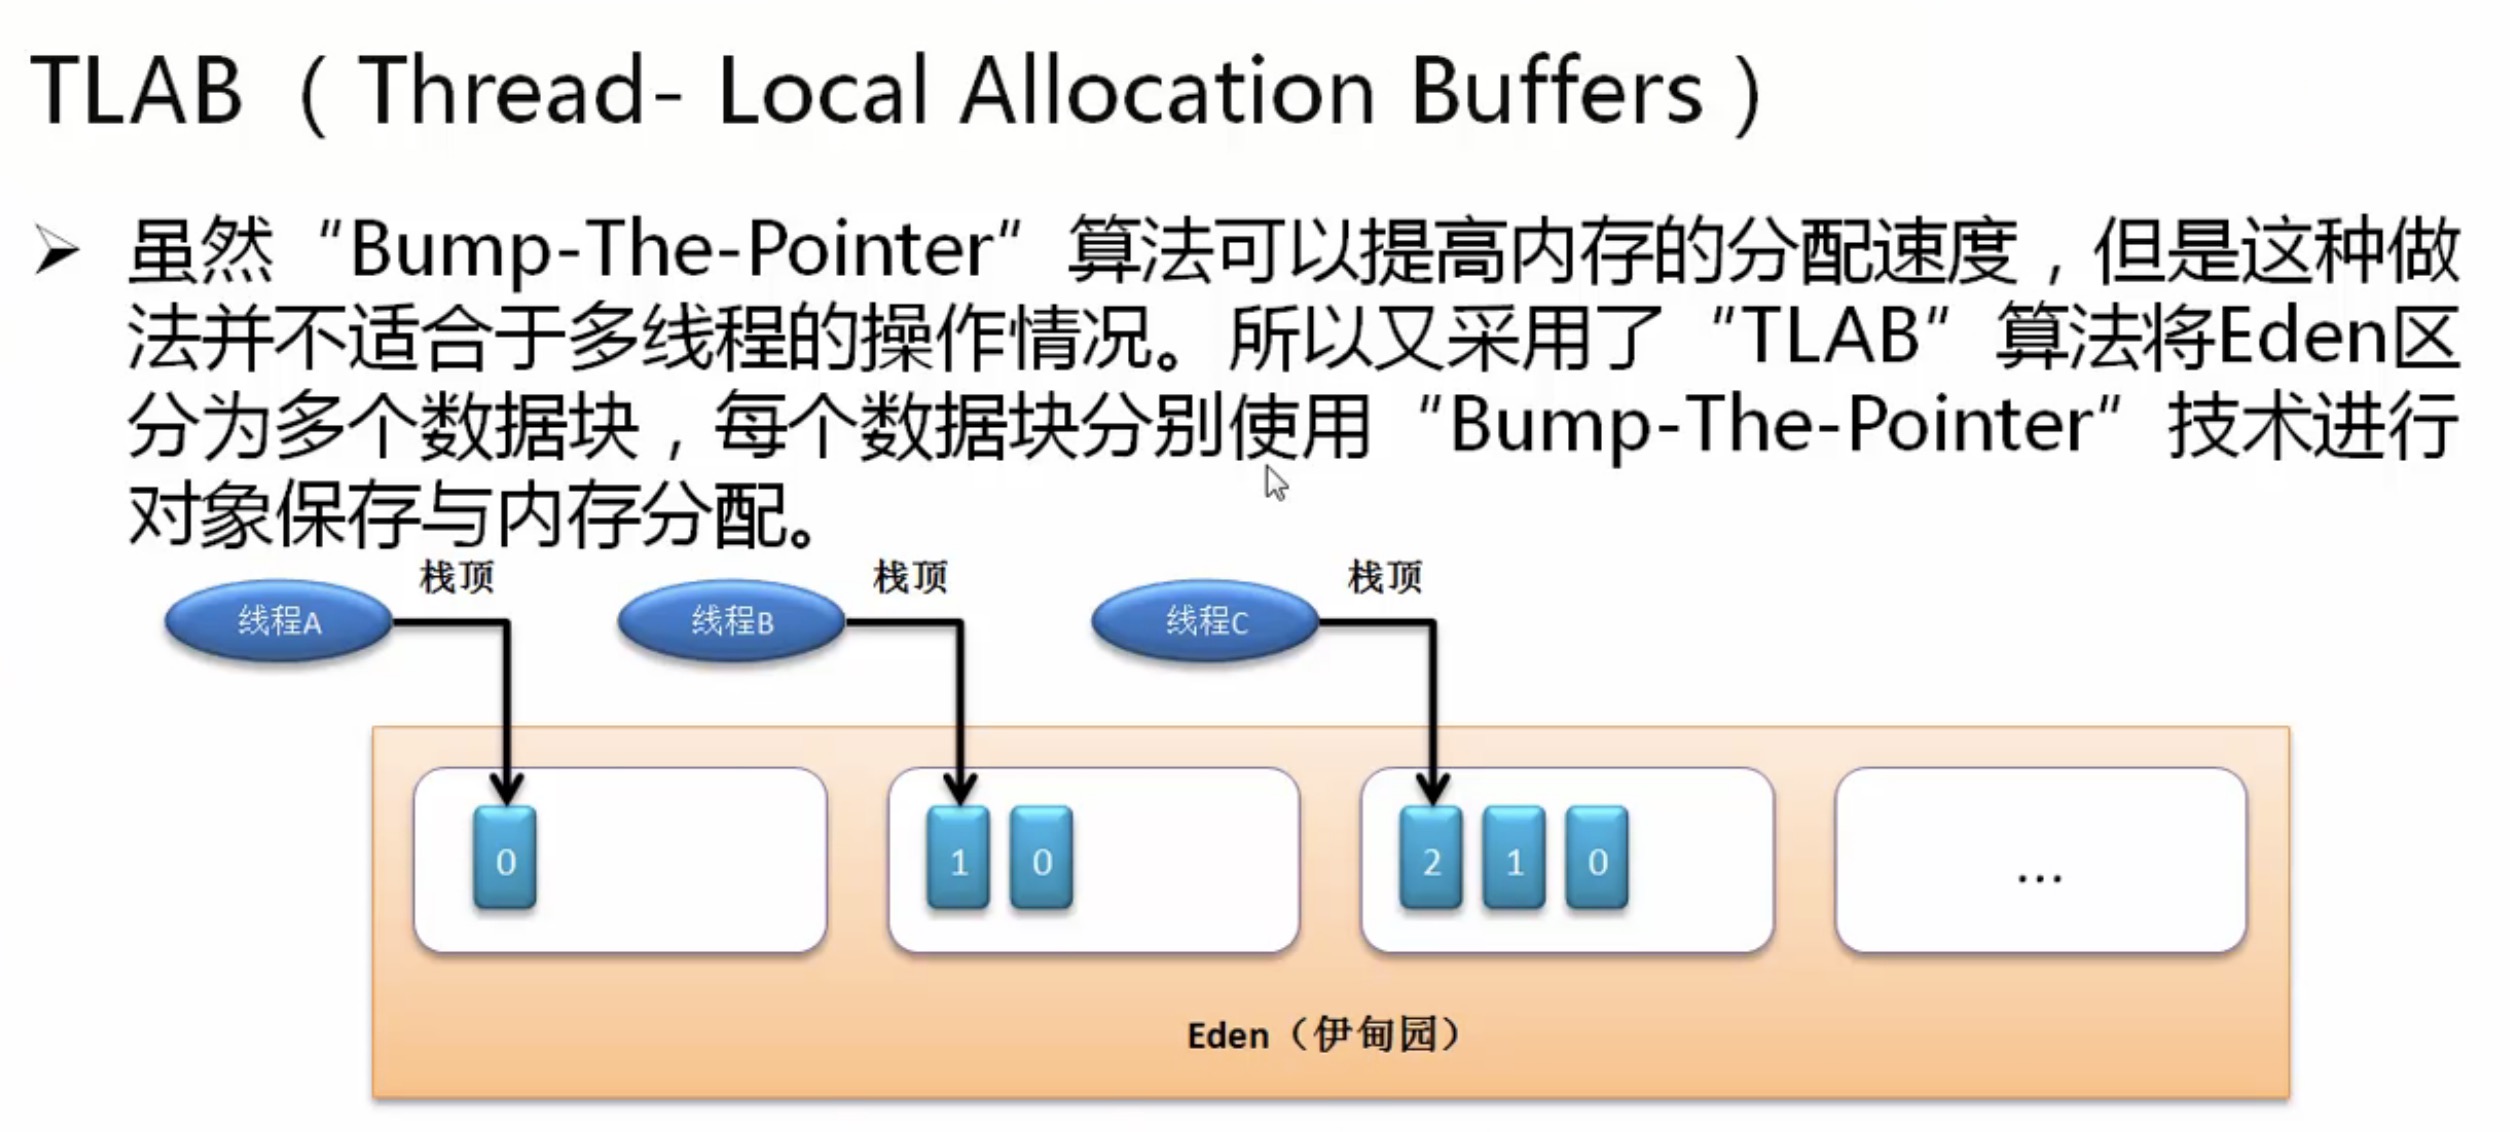 TLAB （Thread- Local Allocation Buffers）
虽然“Bump-The-Pointer”算法可以提高内存的分配速度，但是这种做
法并不适合于多线程的操作情况。所以又采用了“TLAB”算法将Eden区
分为多个数据块，每个数据块分别使用“Bump-The-Pointer”技术进行
对象保存与内存分配。
栈顶 栈顶 栈顶
线程A 线程B 线程C
0 1 0 2 1 0 ...
Eden（伊甸园）